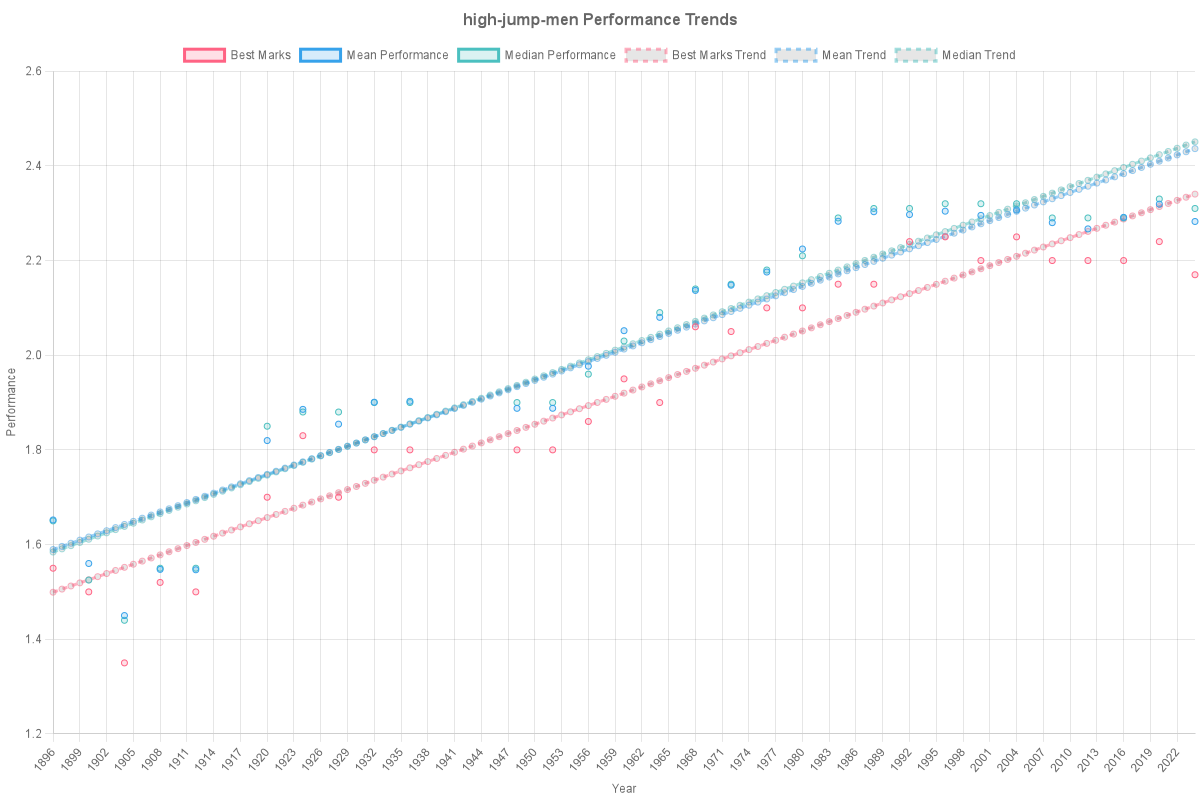 high-jump-men Performance Trends
Best Marks Mean Performance Median Performance Best Marks Trend Mean Trend Median Trend
2.6
2.4
2.2
2.0
1.8
1.6
1.4
1.2
Performance
1896 1899 1902 1905 1908 1911 1914 1917 1920 1923 1926 1929 1932 1935 1938 1941 1944 1947 1950 1953 1956 1959 1962 1965 1968 1971 1974 1977 1980 1983 1986 1989 1992 1995 1998 2001 2004 2007 2010 2013 2016 2019 2022
Year